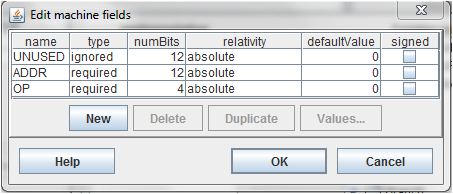 Edit machine fields
name type numBits relativity defaultValue signed
UNUSED ignored 12 absolute 0
ADDR required 12 absolute 0
OP required 4 absolute 0
New Delete Duplicate Values...
Help OK Cancel